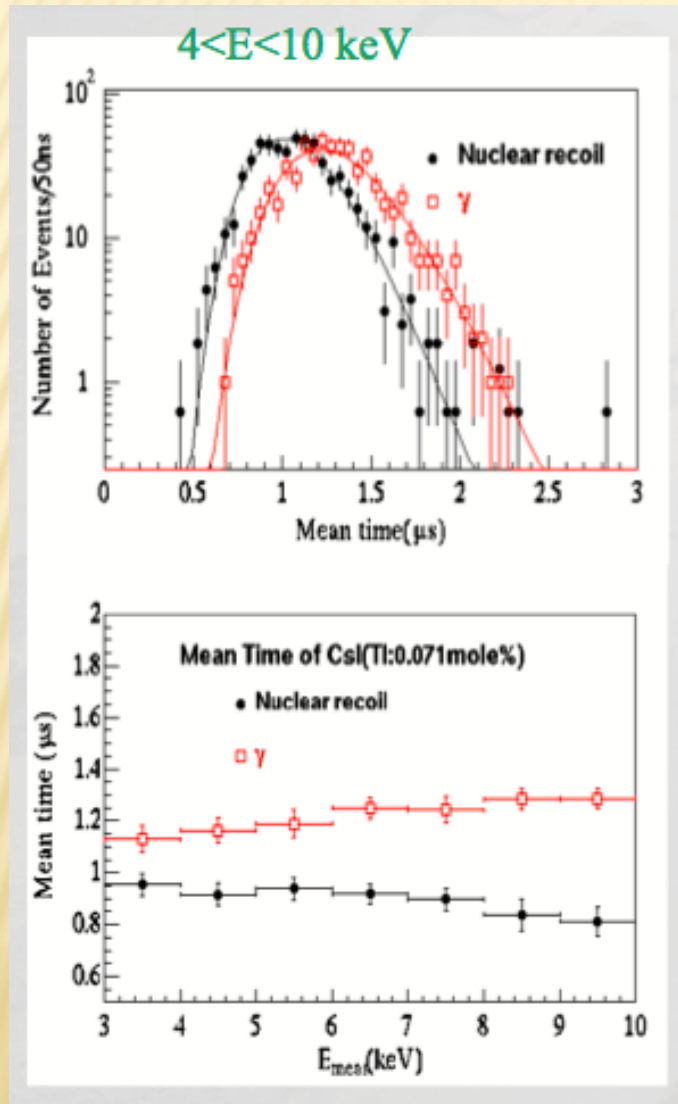 4<E<10 keV
Number of Events/50ns
10²
10
1
Nuclear recoil
γ
0 0.5 1 1.5 2 2.5 3
Mean time(µs)
Mean time (µs)
2
1.8
1.6
1.4
1.2
1
0.8
0.6
Mean Time of CsI(Tl:0.071mole%)
Nuclear recoil
γ
3 4 5 6 7 8 9 10
E_meas(keV)